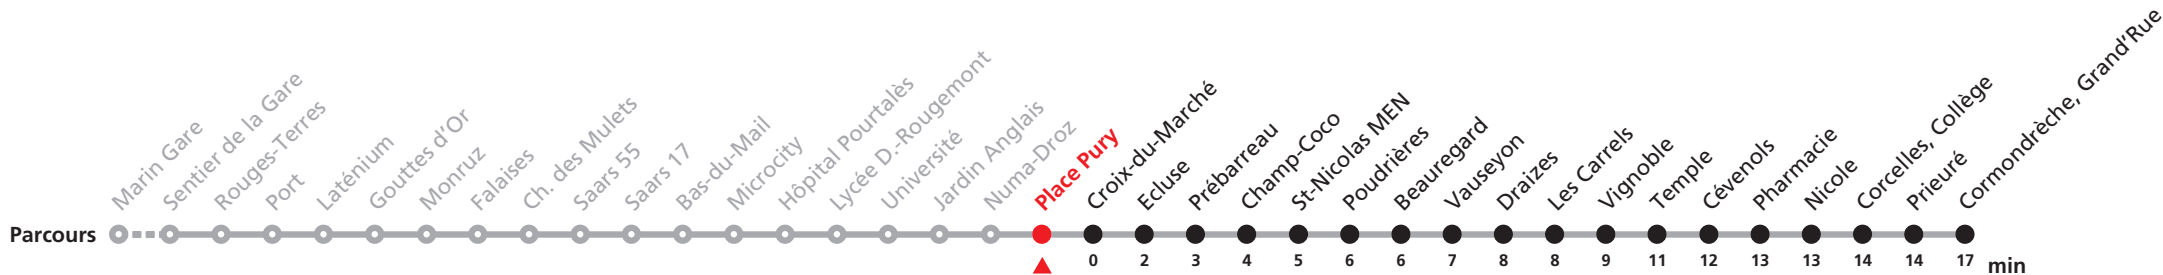 Parcours
Marin Gare
Sentier de la Gare
Rouges-Terres
Port
Laténium
Gouttes d'Or
Monruz
Falaises
Ch. des Mulets
Saars 55
Saars 17
Bas-du-Mail
Microcity
Hôpital Pourtalès
Lycée D.-Rougemont
Université
Jardin Anglais
Numa-Droz
Place Pury
Croix-du-Marché
Ecluse
Prébarreau
Champ-Coco
St-Nicolas MEN
Poudrières
Beauregard
Vauseyon
Draizes
Les Carrels
Vignoble
Temple
Cévenols
Pharmacie
Nicole
Corcelles, Collège
Prieuré
Cormondrèche, Grand'Rue
0 2 3 4 5 6 6 7 8 8 9 11 12 13 13 14 14 17 min